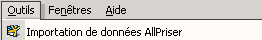 Outils Fenêtres Aide
Importation de données AllPriser